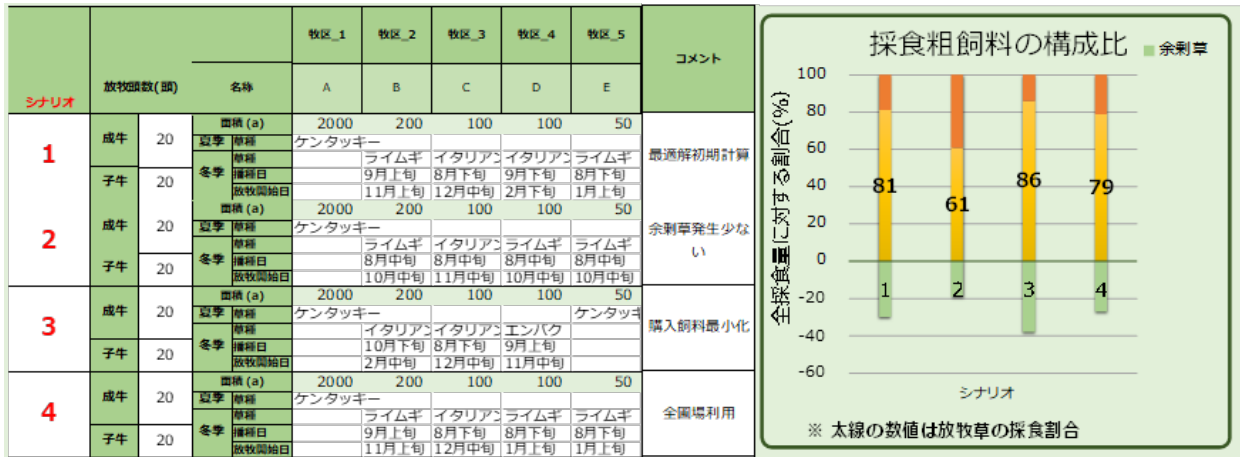 牧区_1 牧区_2 牧区_3 牧区_4 牧区_5 コメント
シナリオ 放牧頭数(頭) 名称 A B C D E
1 成牛 20 面積(a) 2000 200 100 100 50 最適解初期計算
夏季 草種 ケンタッキー
子牛 20 冬季 草種 ライムギ イタリアン イタリアン ライムギ
播種日 9月上旬 8月下旬 9月下旬 8月下旬
放牧開始日 11月上旬 12月中旬 2月下旬 1月上旬
2 成牛 20 面積(a) 2000 200 100 100 50 余剰草発生少な
い
夏季 草種 ケンタッキー
子牛 20 冬季 草種 ライムギ イタリアン ライムギ ライムギ
播種日 8月中旬 8月中旬 8月中旬 8月中旬
放牧開始日 10月中旬 11月中旬 10月中旬 10月中旬
3 成牛 20 面積(a) 2000 200 100 100 50 購入飼料最小化
夏季 草種 ケンタッキー ケンタッキ
子牛 20 冬季 草種 イタリアン イタリアン エンバク
播種日 10月下旬 8月下旬 9月上旬
放牧開始日 2月中旬 12月中旬 11月中旬
4 成牛 20 面積(a) 2000 200 100 100 50 全圃場利用
夏季 草種 ケンタッキー
子牛 20 冬季 草種 ライムギ イタリアン ライムギ ライムギ
播種日 9月上旬 8月下旬 8月下旬 8月下旬
放牧開始日 11月上旬 12月中旬 1月上旬 1月上旬
採食粗飼料の構成比
余剰草
全採食量に対する割合(%)
100
80
60
40
20
0
-20
-40
-60
81 61 86 79
1 2 3 4
シナリオ
※ 太線の数値は放牧草の採食割合